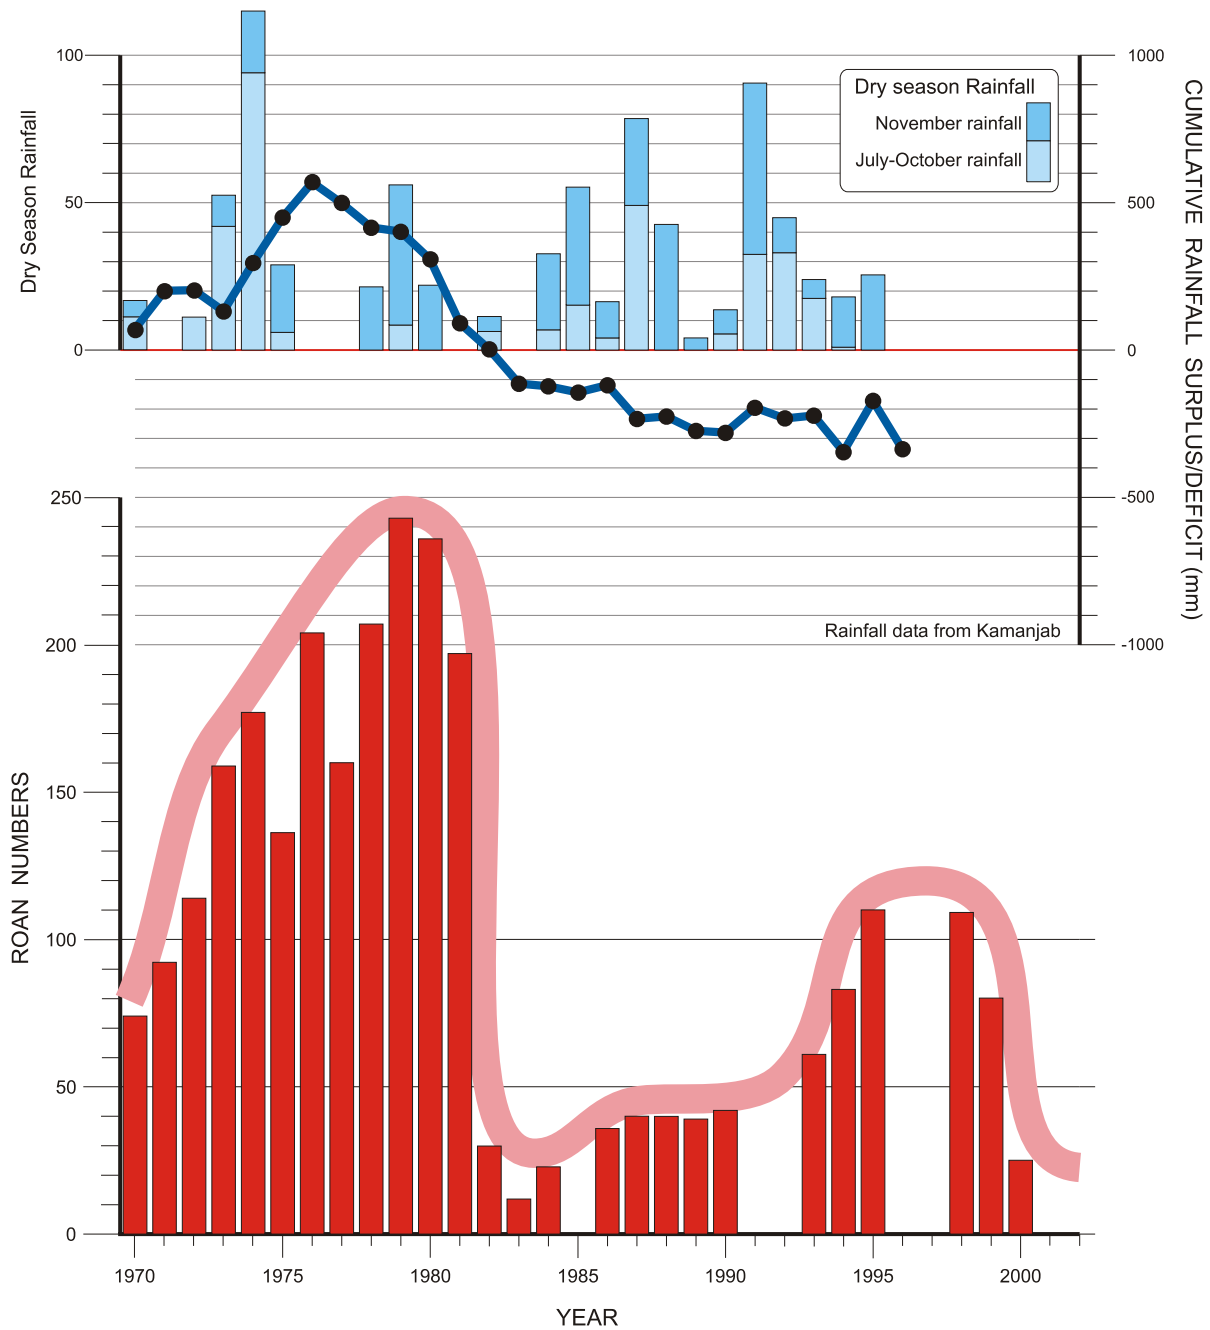 100
50
0
Dry Season Rainfall
Dry season Rainfall
November rainfall
July-October rainfall
1000
500
0
-500
-1000
CUMULATIVE RAINFALL SURPLUS/DEFICIT (mm)
Rainfall data from Kamanjab
250
200
150
100
50
0
ROAN NUMBERS
1970 1975 1980 1985 1990 1995 2000
YEAR